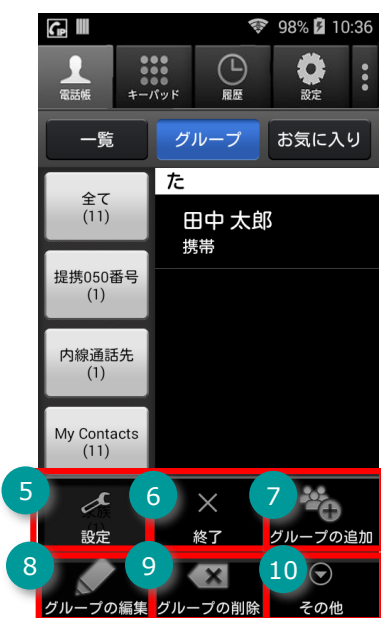 98% 10:36
電話帳 キーパッド 履歴 設定
一覧 グループ お気に入り
全て
(11)
た
田中 太郎
携帯
提携050番号
(1)
内線通話先
(1)
My Contacts
(11)
5 設定
6 終了
7 グループの追加
8 グループの編集
9 グループの削除
10 その他